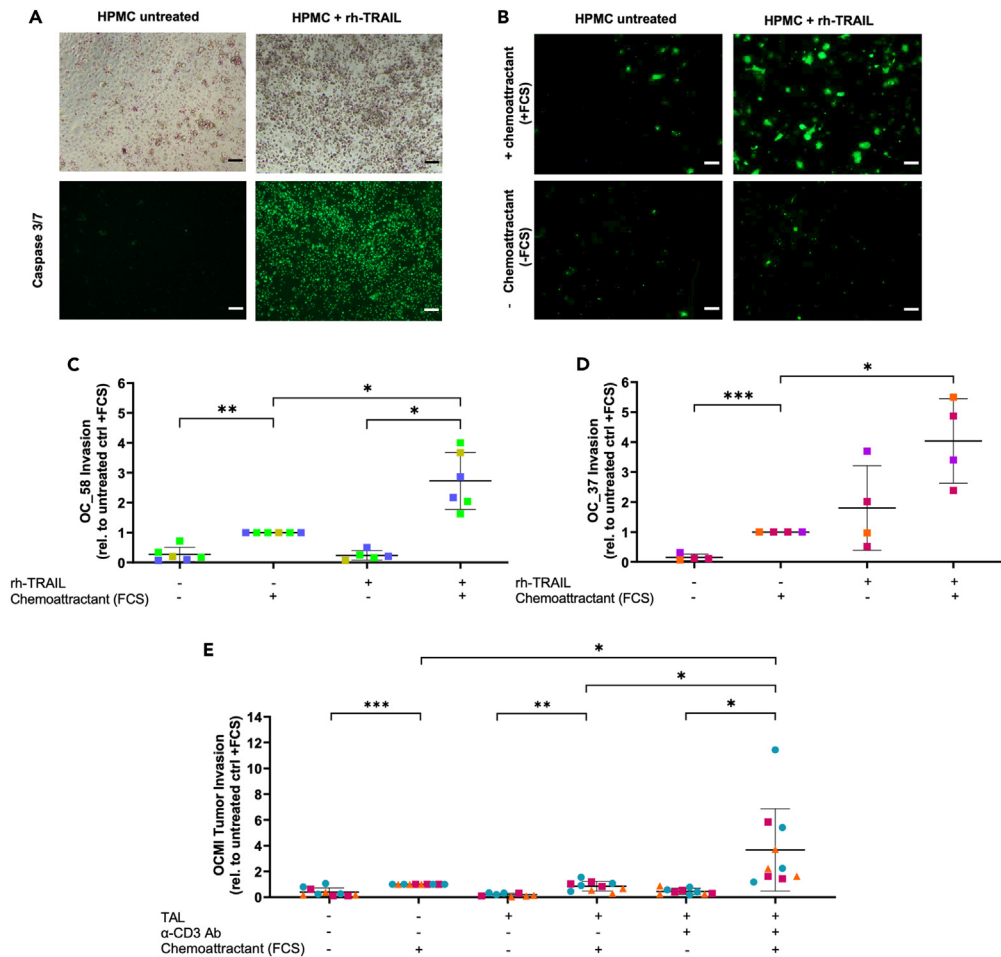 A
HPMC untreated
HPMC + rh-TRAIL
Caspase 3/7
B
HPMC untreated
HPMC + rh-TRAIL
+ chemoattractant
(+FCS)
- Chemoattractant
(-FCS)
C
OC_58 Invasion
(rel. to untreated ctrl +FCS)
6
5
4
3
2
1
0
**
*
*
rh-TRAIL - - + +
Chemoattractant (FCS) - + - +
D
OC_37 Invasion
(rel. to untreated ctrl +FCS)
6
5
4
3
2
1
0
***
*
rh-TRAIL - - + +
Chemoattractant (FCS) - + - +
E
OCMI Tumor Invasion
(rel. to untreated ctrl +FCS)
14
12
10
8
6
4
2
0
*
*
***
**
*
TAL - - + + + +
α-CD3 Ab - - - - + +
Chemoattractant (FCS) - + - + - +